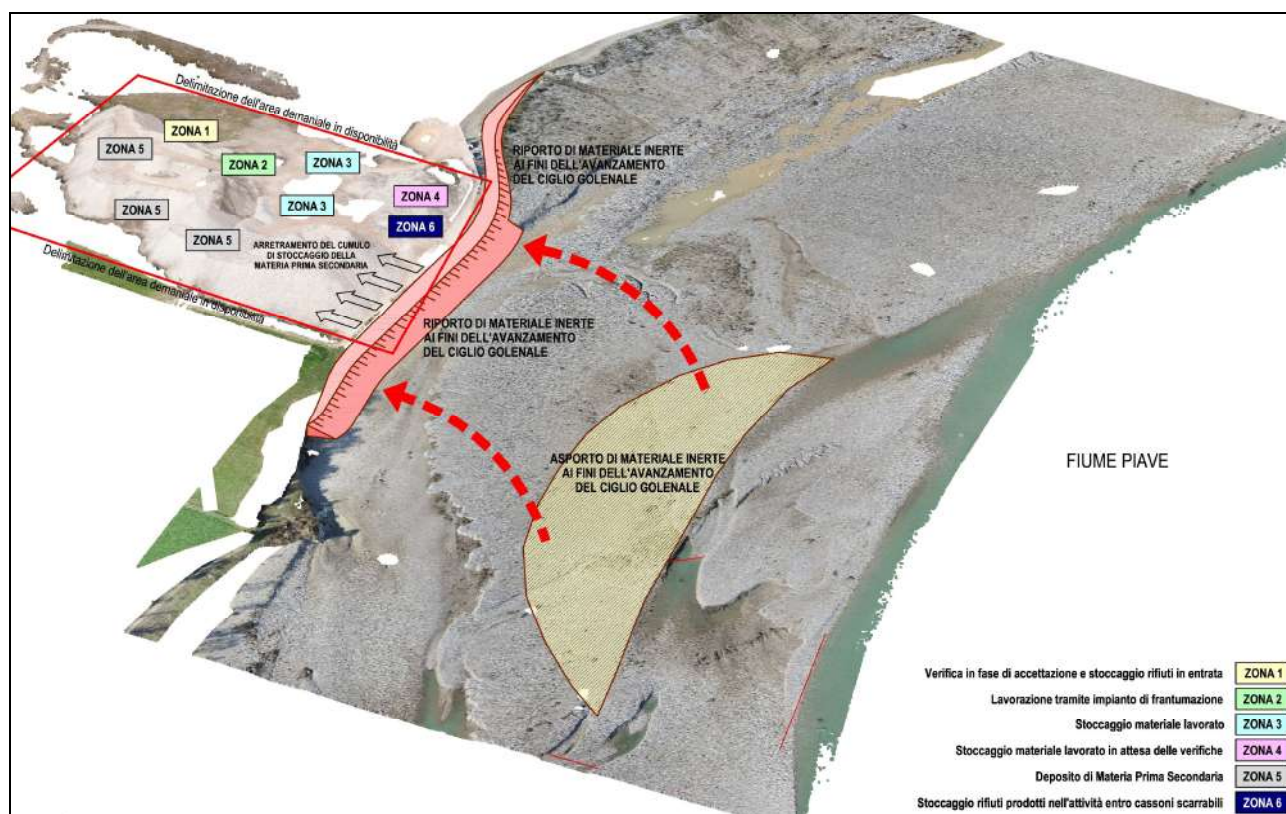 Delimitazione dell'area demaniale in disponibilità
ZONA 1
ZONA 5
ZONA 2
ZONA 3
ZONA 4
ZONA 5
ZONA 3
ZONA 6
ZONA 5
ARRETRAMENTO DEL CUMULO
DI STOCCAGGIO DELLA
MATERIA PRIMA SECONDARIA
Delimitazione dell'area demaniale in disponibilità
RIPORTO DI MATERIALE INERTE
AI FINI DELL'AVANZAMENTO
DEL CIGLIO GOLENALE
RIPORTO DI MATERIALE INERTE
AI FINI DELL'AVANZAMENTO
DEL CIGLIO GOLENALE
ASPORTO DI MATERIALE INERTE
AI FINI DELL'AVANZAMENTO
DEL CIGLIO GOLENALE
FIUME PIAVE
Verifica in fase di accettazione e stoccaggio rifiuti in entrata ZONA 1
Lavorazione tramite impianto di frantumazione ZONA 2
Stoccaggio materiale lavorato ZONA 3
Stoccaggio materiale lavorato in attesa delle verifiche ZONA 4
Deposito di Materia Prima Secondaria ZONA 5
Stoccaggio rifiuti prodotti nell'attività entro cassoni scarrabili ZONA 6